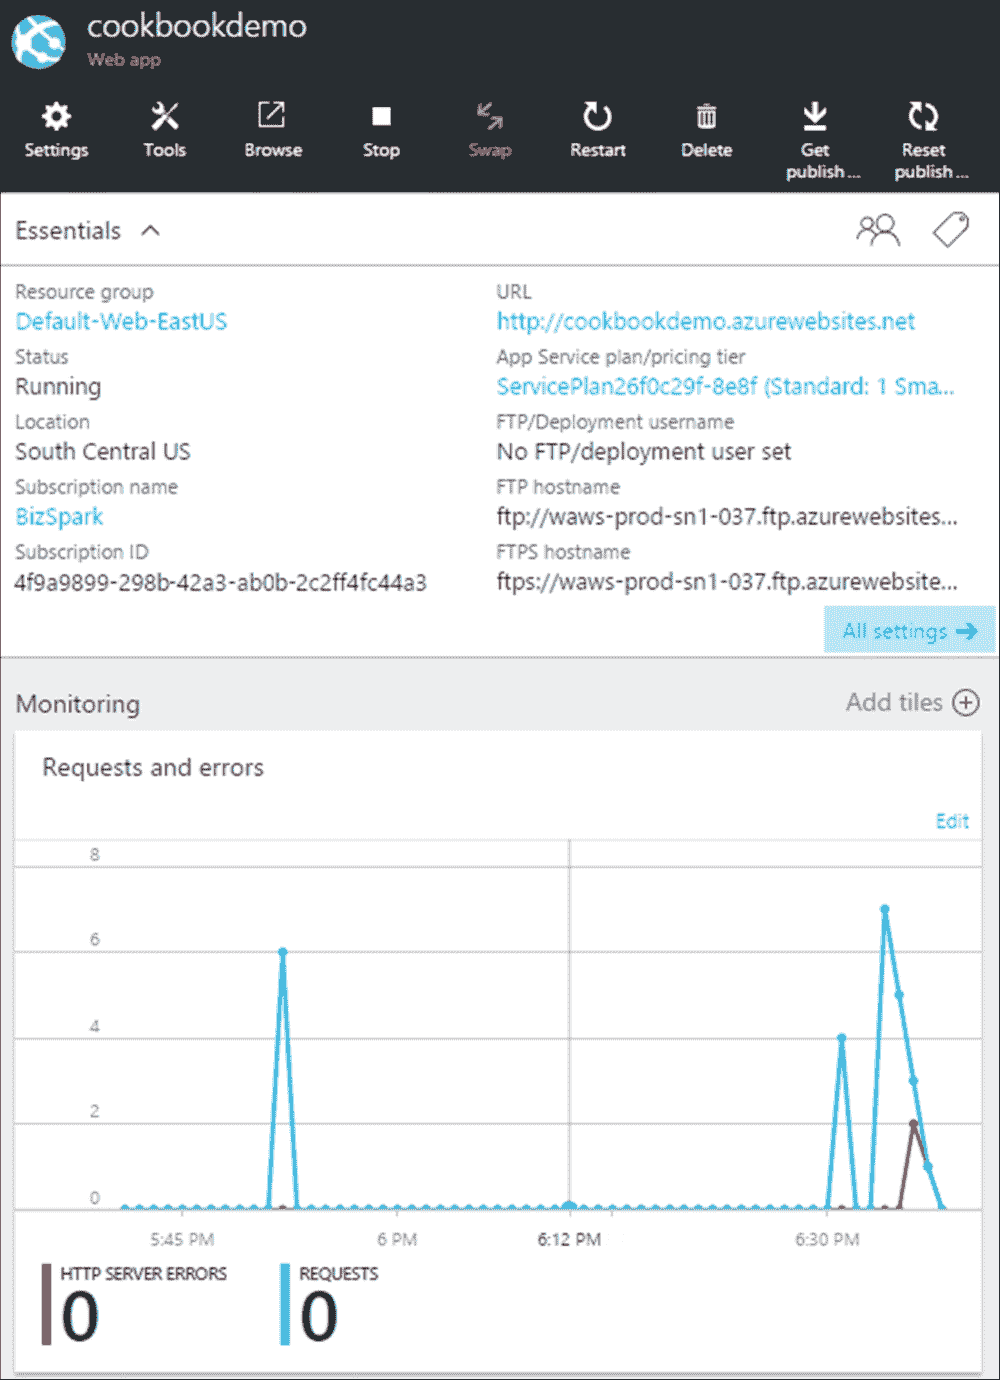 cookbookdemo
Web app
Settings
Tools
Browse
Stop
Swap
Restart
Delete
Get
publish ...
Reset
publish ...
Essentials
Resource group
Default-Web-EastUS
URL
http://cookbookdemo.azurewebsites.net
Status
Running
App Service plan/pricing tier
ServicePlan26f0c29f-8e8f (Standard: 1 Sma...
Location
South Central US
FTP/Deployment username
No FTP/deployment user set
Subscription name
BizSpark
FTP hostname
ftp://waws-prod-sn1-037.ftp.azurewebsites...
Subscription ID
4f9a9899-298b-42a3-ab0b-2c2ff4fc44a3
FTPS hostname
ftps://waws-prod-sn1-037.ftp.azurewebsite...
All settings
Monitoring
Add tiles
Requests and errors
Edit
8
6
4
2
0
5:45 PM
6 PM
6:12 PM
6:30 PM
HTTP SERVER ERRORS
0
REQUESTS
0